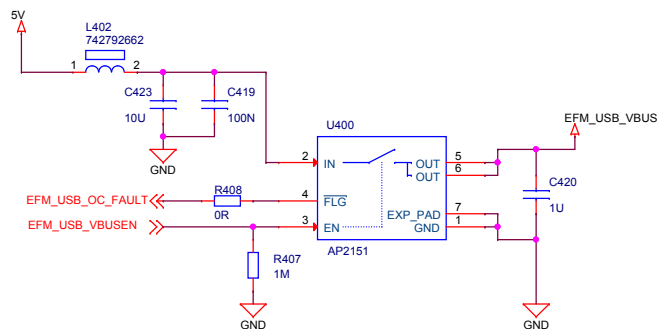 5V
L402
742792662
1
2
C423
10U
C419
100N
GND
U400
EFM_USB_VBUS
2
IN
OUT
5
OUT
6
EFM_USB_OC_FAULT
R408
0R
4
FLG
C420
1U
EXP_PAD
7
EFM_USB_VBUSEN
3
EN
GND
1
AP2151
R407
1M
GND
GND